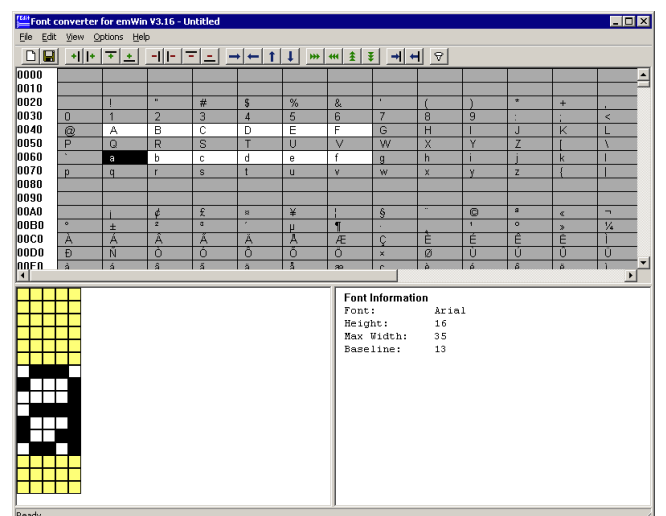 Font converter for emWin V3.16 - Untitled
File Edit View Options Help
0000
0010
0020 ! " # $ % & ' ( ) * + ,
0030 0 1 2 3 4 5 6 7 8 9 : ; <
0040 @ A B C D E F G H I J K L
0050 P Q R S T U V W X Y Z [ \
0060 ` a b c d e f g h i j k l
0070 p q r s t u v w x y z { |
0080
0090
00A0 ¡ ¢ £ ¤ ¥ ¦ § ¨ © ª « ¬
00B0 ° ± ² ³ ´ µ ¶ · ¸ ¹ º » ¼
00C0 À Á Â Ã Ä Å Æ Ç È É Ê Ë Ì
00D0 Ð Ñ Ò Ó Ô Õ Ö × Ø Ù Ú Û Ü
00E0 à á â ã ä å æ ç è é ê ë ì
Font Information
Font: Arial
Height: 16
Max Width: 35
Baseline: 13
Ready